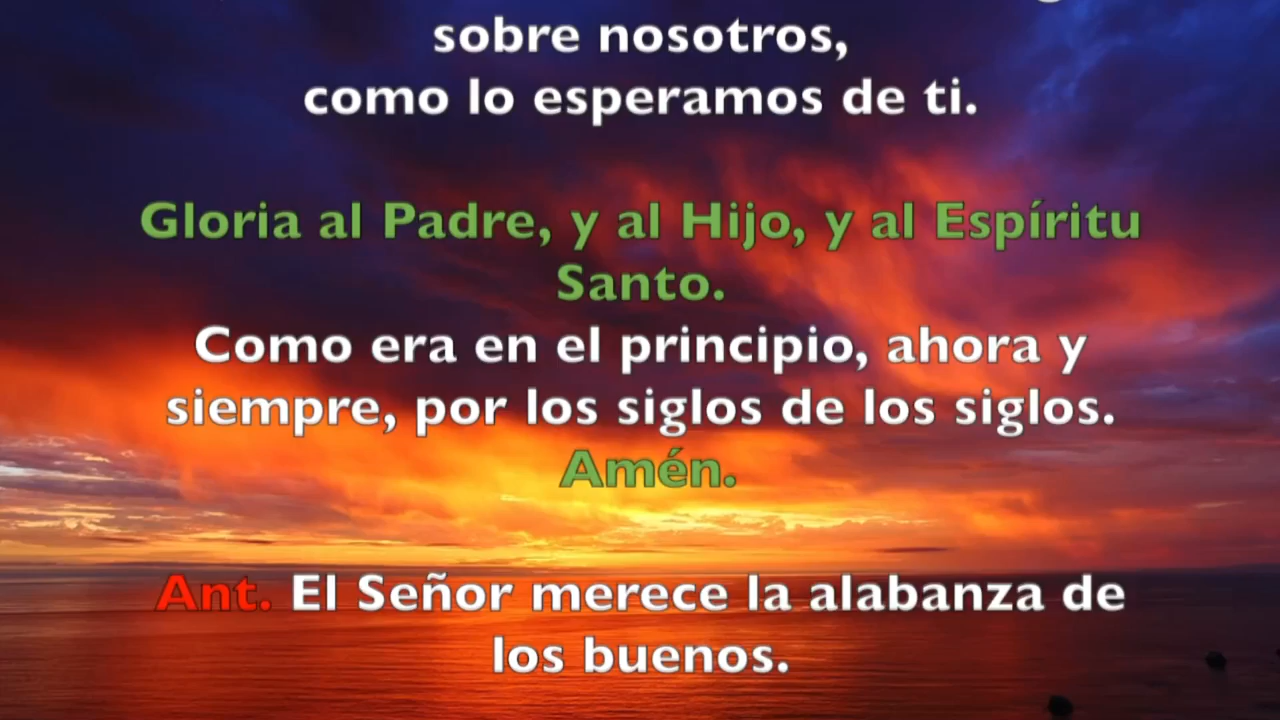 sobre nosotros,
como lo esperamos de ti.
Gloria al Padre, y al Hijo, y al Espíritu
Santo.
Como era en el principio, ahora y
siempre, por los siglos de los siglos.
Amén.
Ant. El Señor merece la alabanza de
los buenos.